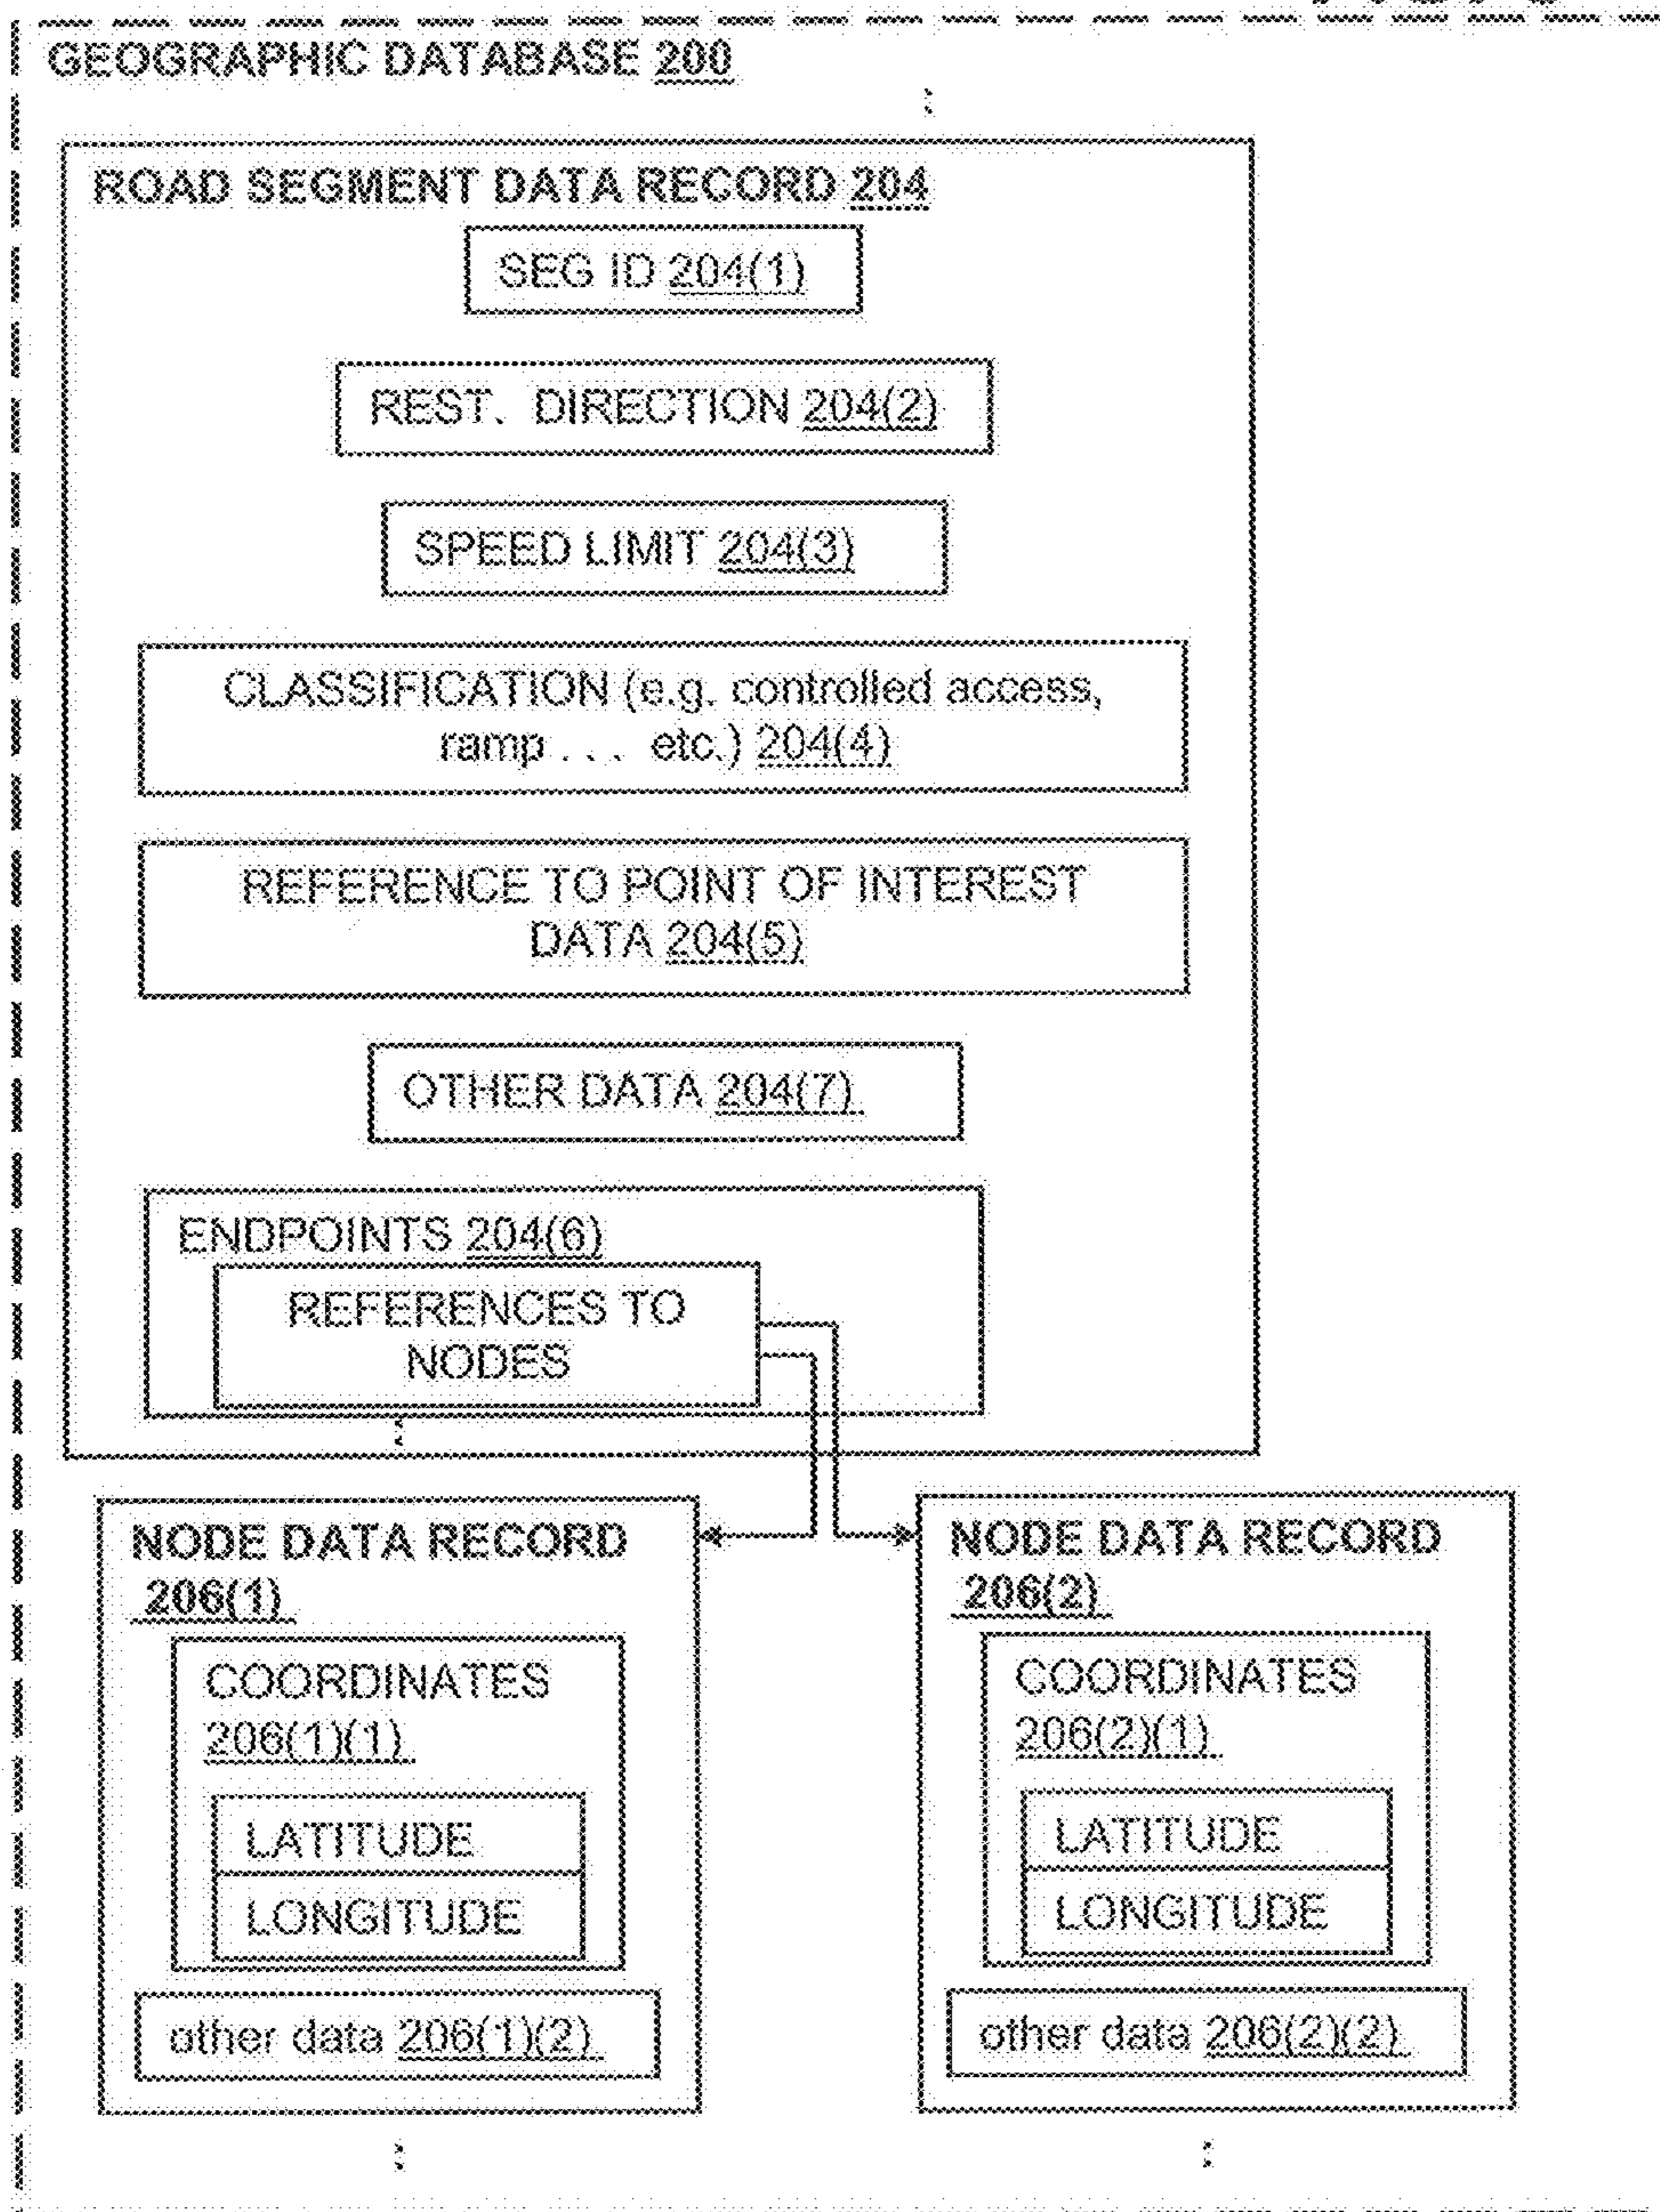 GEOGRAPHIC DATABASE 200
ROAD SEGMENT DATA RECORD 204
SEG ID 204(1)
REST. DIRECTION 204(2)
SPEED LIMIT 204(3)
CLASSIFICATION (e.g. controlled access,
ramp . . . etc.) 204(4)
REFERENCE TO POINT OF INTEREST
DATA 204(5)
OTHER DATA 204(7)
ENDPOINTS 204(6)
REFERENCES TO
NODES
NODE DATA RECORD
206(1)
COORDINATES
206(1)(1)
LATITUDE
LONGITUDE
other data 206(1)(2)
NODE DATA RECORD
206(2)
COORDINATES
206(2)(1)
LATITUDE
LONGITUDE
other data 206(2)(2)